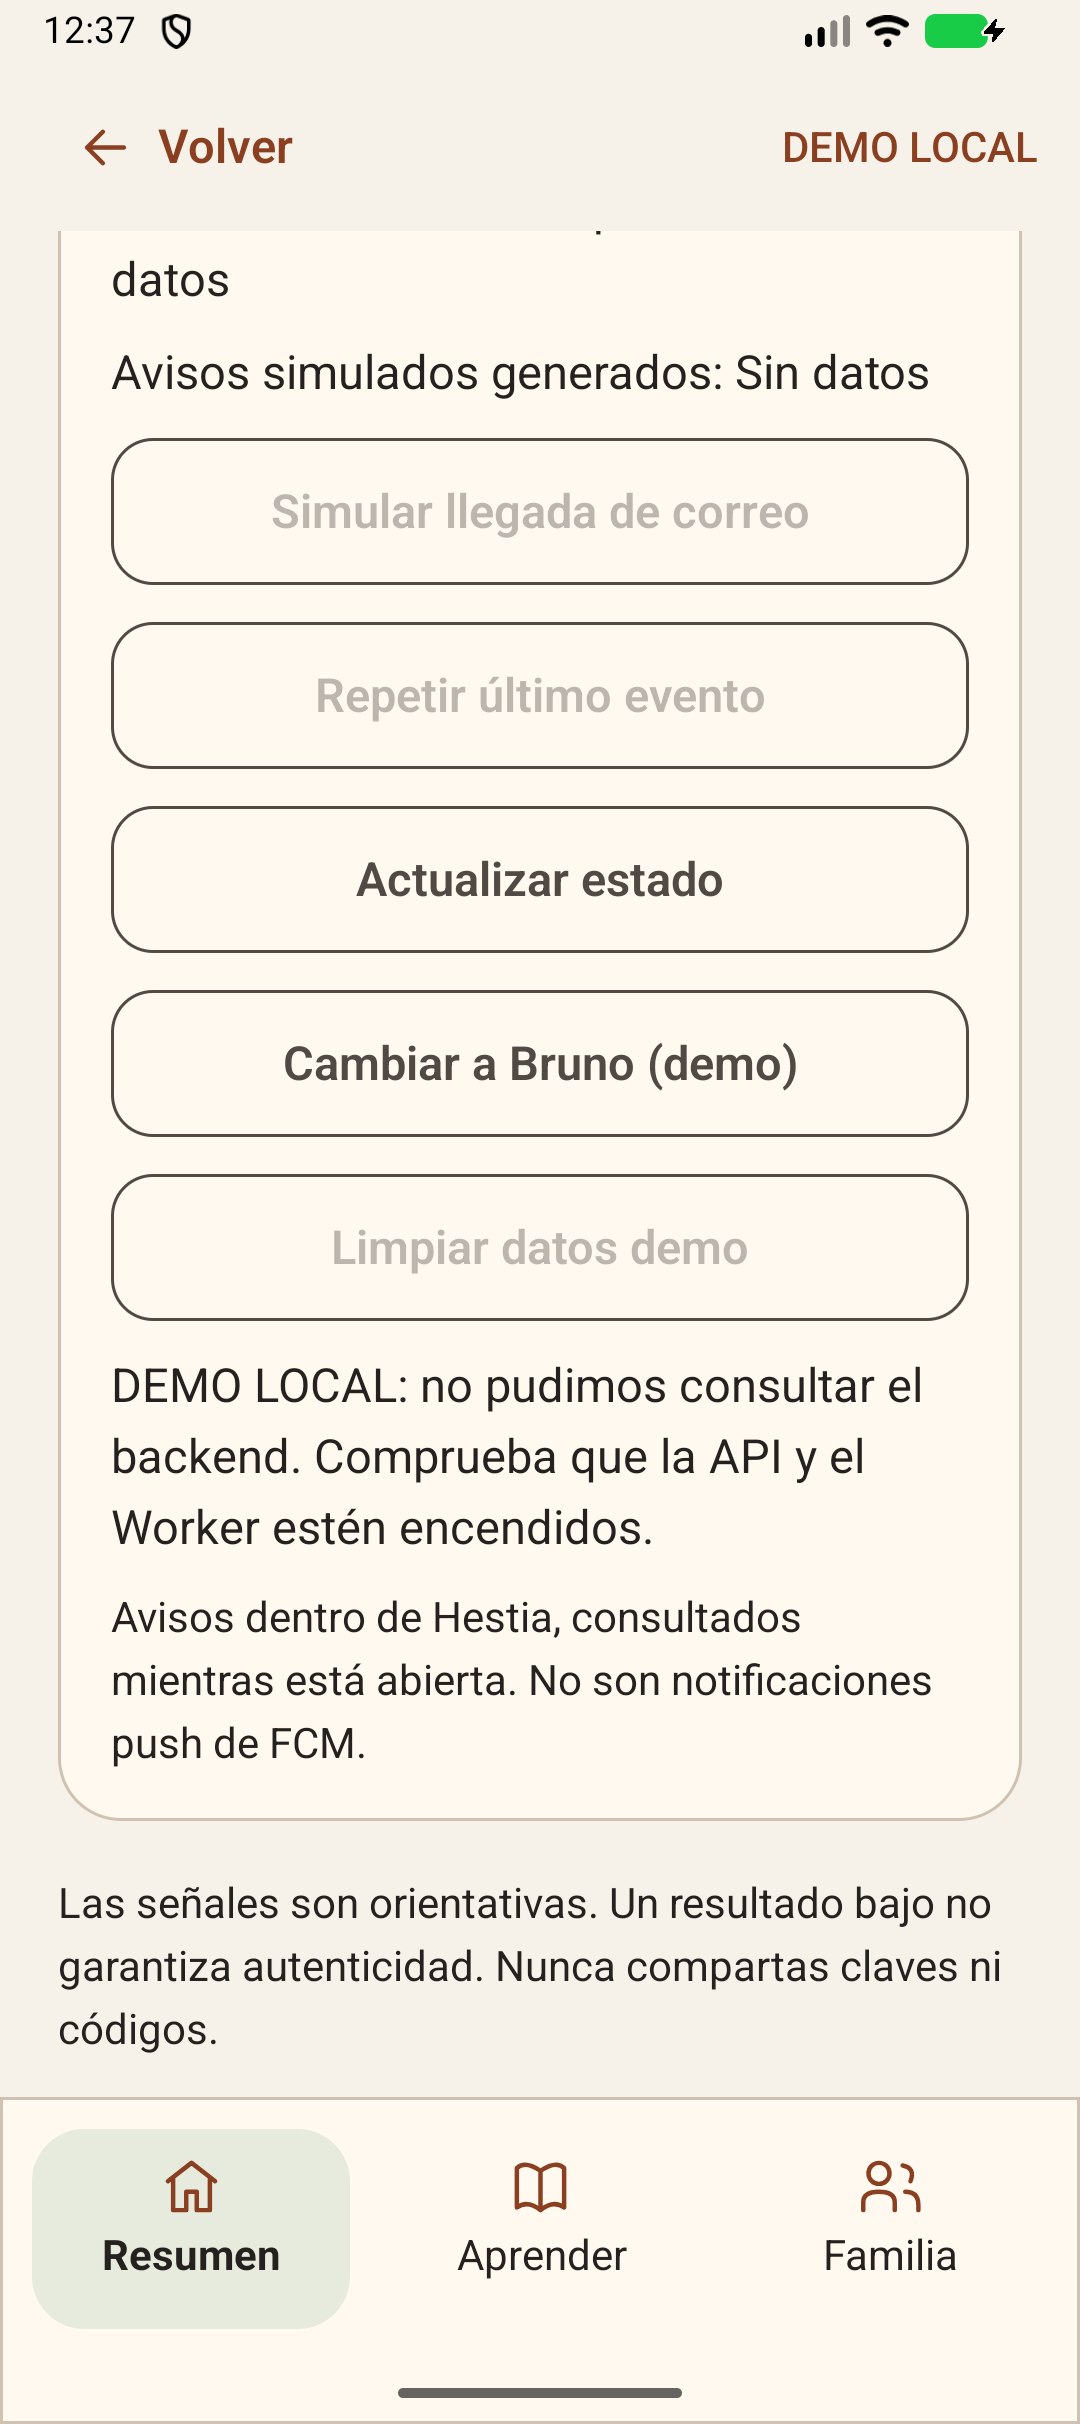 12:37
Volver
DEMO LOCAL
datos
Avisos simulados generados: Sin datos
Simular llegada de correo
Repetir último evento
Actualizar estado
Cambiar a Bruno (demo)
Limpiar datos demo
DEMO LOCAL: no pudimos consultar el
backend. Comprueba que la API y el
Worker estén encendidos.
Avisos dentro de Hestia, consultados
mientras está abierta. No son notificaciones
push de FCM.
Las señales son orientativas. Un resultado bajo no
garantiza autenticidad. Nunca compartas claves ni
códigos.
Resumen
Aprender
Familia